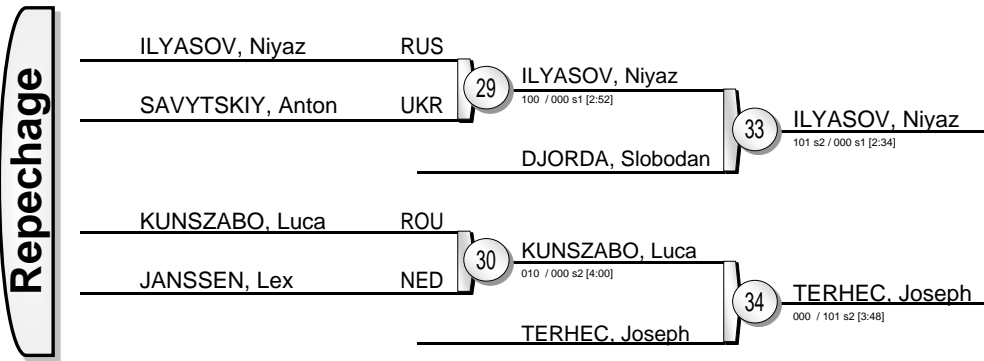 Repechage
ILYASOV, Niyaz RUS
SAVYTSKIY, Anton UKR
29
ILYASOV, Niyaz
100 / 000 s1 [2:52]
DJORDA, Slobodan
33
ILYASOV, Niyaz
101 s2 / 000 s1 [2:34]
KUNSZABO, Luca ROU
JANSSEN, Lex NED
30
KUNSZABO, Luca
010 / 000 s2 [4:00]
TERHEC, Joseph
34
TERHEC, Joseph
000 / 101 s2 [3:48]